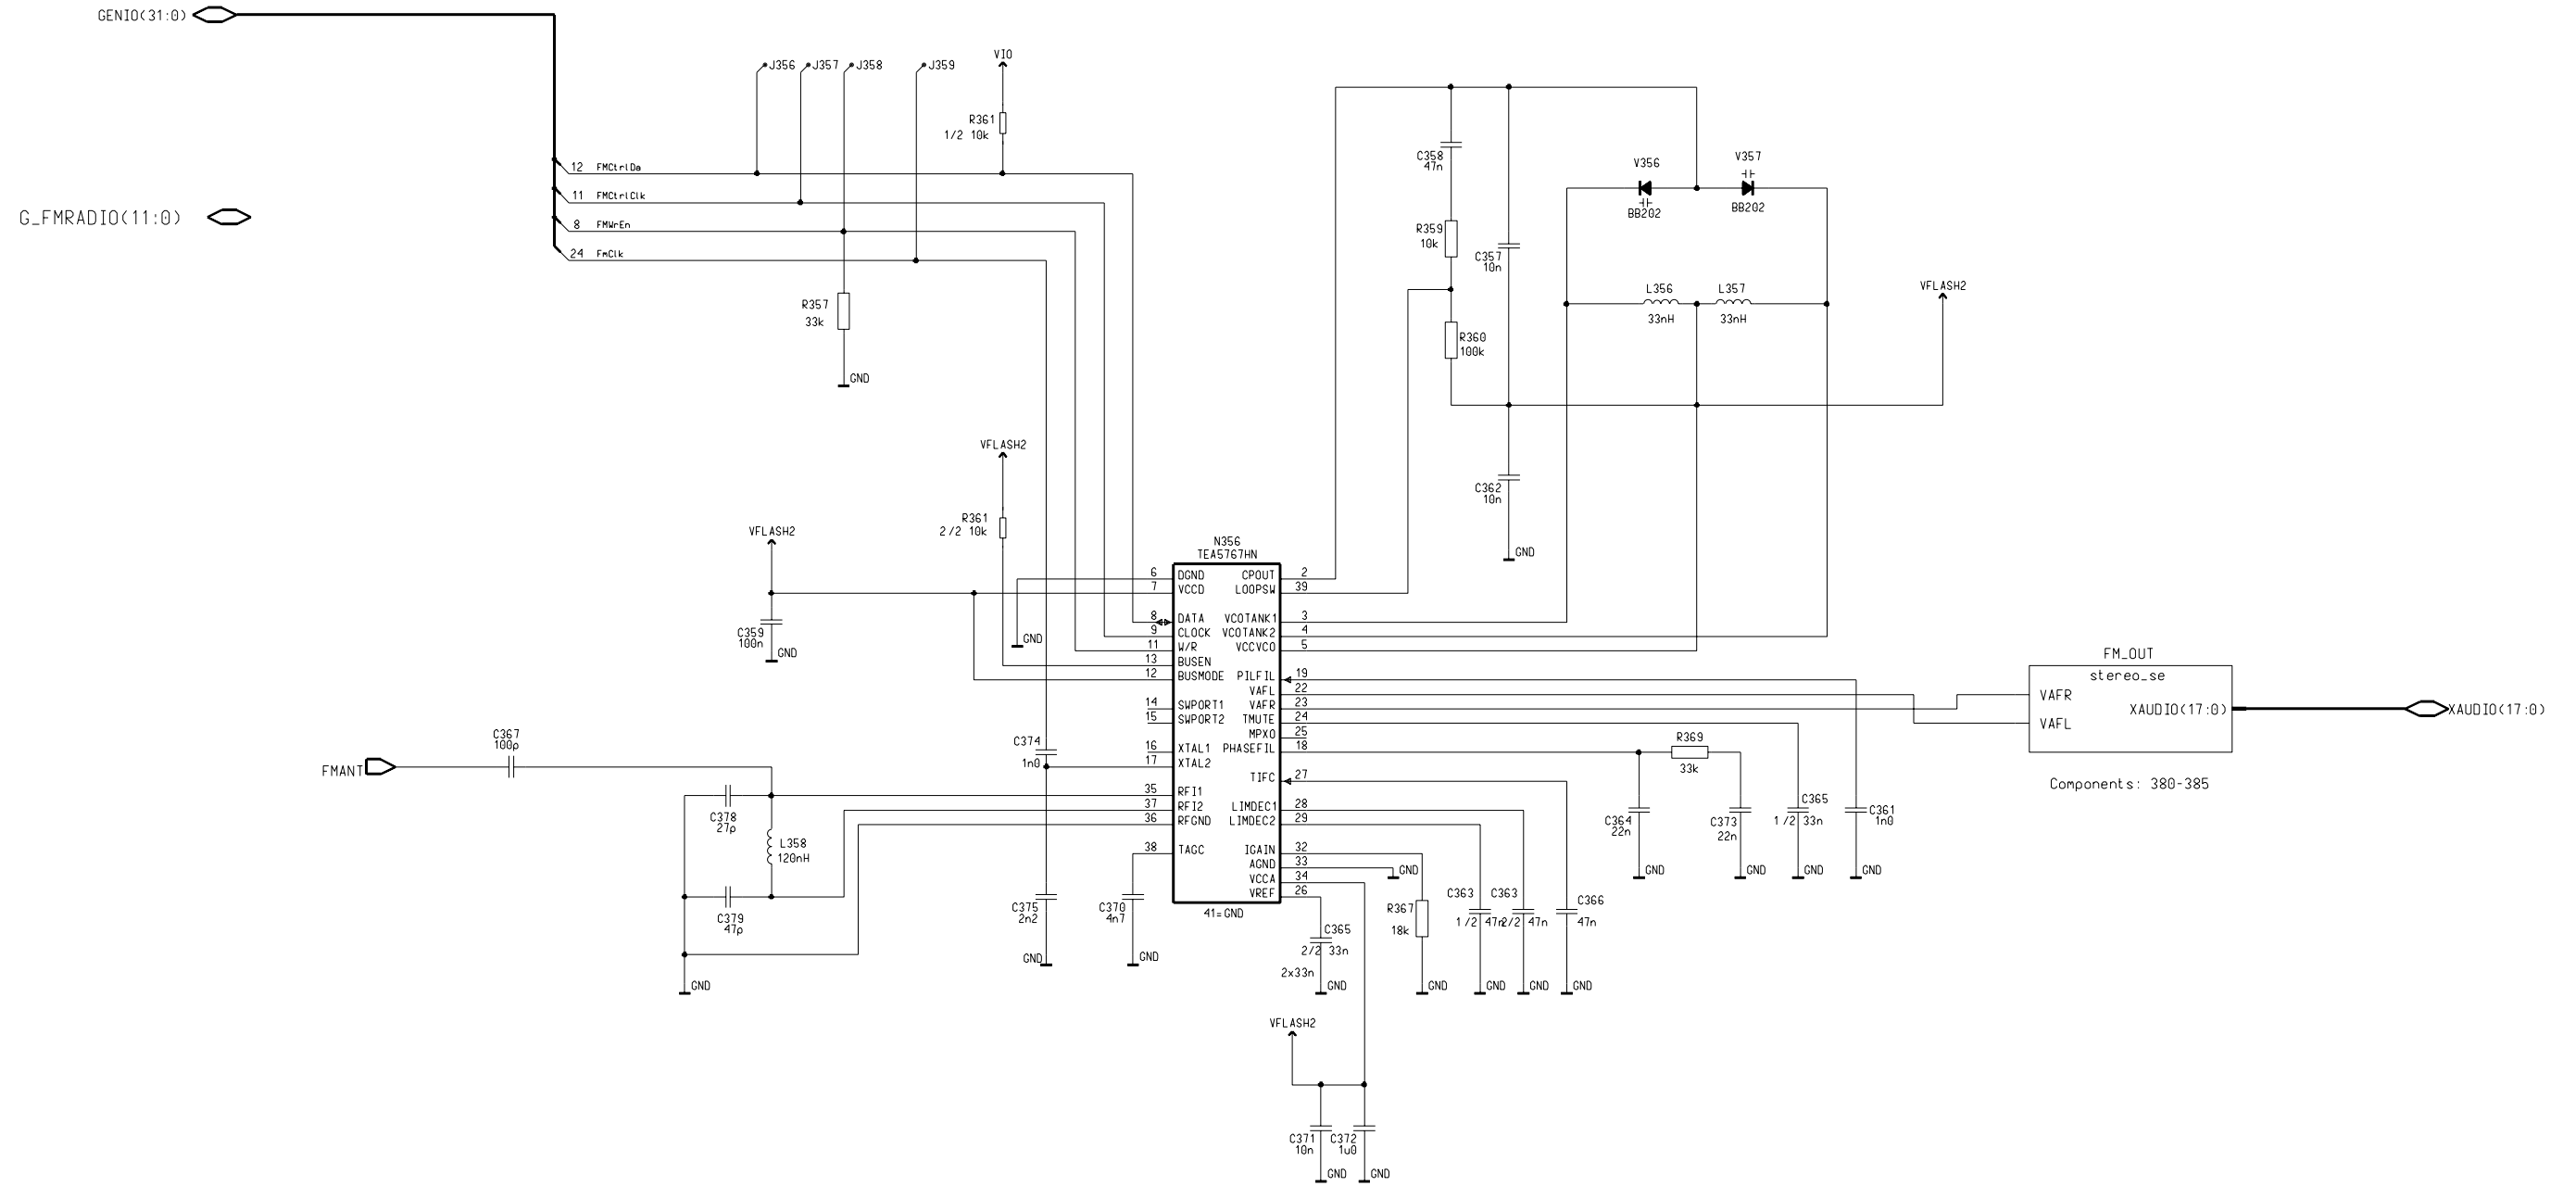 GENIO(31:0)
G_FMRADIO(11:0)
J356
J357
J358
J359
VIO
R361
1/2 10k
12 FMCtrlDa
11 FMCtrlClk
8 FMWrEn
24 FmClk
R357
33k
GND
C358
47n
R359
10k
C357
10n
R360
100k
V356
BB202
V357
BB202
L356
33nH
L357
33nH
VFLASH2
C362
10n
GND
VFLASH2
R361
2/2 10k
VFLASH2
C359
100n
GND
GND
N356
TEA5767HN
6 DGND
7 VCCD
8 DATA
9 CLOCK
11 W/R
13 BUSEN
12 BUSMODE
14 SWPORT1
15 SWPORT2
16 XTAL1
17 XTAL2
35 RFI1
37 RFI2
36 RFGND
38 TAGC
CPOUT 2
LOOPSW 39
VCOTANK1 3
VCOTANK2 4
VCCVCO 5
PILFIL 19
VAFL 22
VAFR 23
TMUTE 24
MPXO 25
PHASEFIL 18
TIFC 27
LIMDEC1 28
LIMDEC2 29
IGAIN 32
AGND 33
VCCA 34
VREF 26
41=GND
FM_OUT
stereo_se
VAFR
VAFL
XAUDIO(17:0)
XAUDIO(17:0)
Components: 380-385
FMANT
C367
100p
C378
27p
L358
120nH
C379
47p
GND
C374
1n0
C375
2n2
GND
C370
4n7
GND
R369
33k
C364
22n
GND
C373
22n
GND
C365
1/2 33n
GND
C361
1n0
GND
GND
R367
18k
GND
C363
1/2 47n
GND
C363
2/2 47n
GND
C366
47n
GND
C365
2/2 33n
2x33n
GND
VFLASH2
C371
10n
GND
C372
1u0
GND